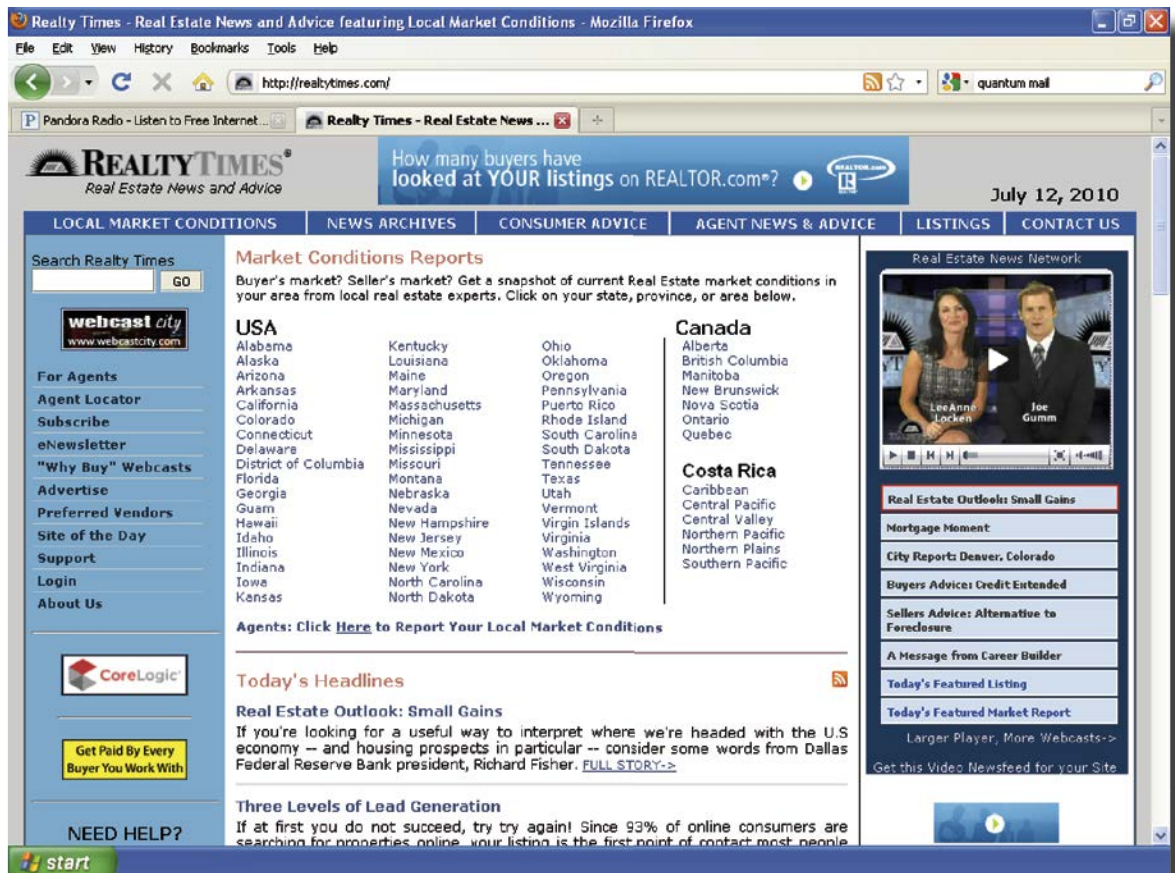 Realty Times - Real Estate News and Advice featuring Local Market Conditions - Mozilla Firefox
File Edit View History Bookmarks Tools Help
http://realtytimes.com/
quantum mail
Pandora Radio - Listen to Free Internet...
Realty Times - Real Estate News ...
REALTYTIMES®
Real Estate News and Advice
How many buyers have
looked at YOUR listings on REALTOR.com®?
REALTOR.com
July 12, 2010
LOCAL MARKET CONDITIONS NEWS ARCHIVES CONSUMER ADVICE AGENT NEWS & ADVICE LISTINGS CONTACT US
Search Realty Times
GO
webcast city
www.webcastcity.com
For Agents
Agent Locator
Subscribe
eNewsletter
"Why Buy" Webcasts
Advertise
Preferred Vendors
Site of the Day
Support
Login
About Us
CoreLogic
Get Paid By Every
Buyer You Work With
NEED HELP?
Market Conditions Reports
Buyer's market? Seller's market? Get a snapshot of current Real Estate market conditions in
your area from local real estate experts. Click on your state, province, or area below.
USA
Alabama
Alaska
Arizona
Arkansas
California
Colorado
Connecticut
Delaware
District of Columbia
Florida
Georgia
Guam
Hawaii
Idaho
Illinois
Indiana
Iowa
Kansas
Kentucky
Louisiana
Maine
Maryland
Massachusetts
Michigan
Minnesota
Mississippi
Missouri
Montana
Nebraska
Nevada
New Hampshire
New Jersey
New Mexico
New York
North Carolina
North Dakota
Ohio
Oklahoma
Oregon
Pennsylvania
Puerto Rico
Rhode Island
South Carolina
South Dakota
Tennessee
Texas
Utah
Vermont
Virgin Islands
Virginia
Washington
West Virginia
Wisconsin
Wyoming
Canada
Alberta
British Columbia
Manitoba
New Brunswick
Nova Scotia
Ontario
Quebec
Costa Rica
Caribbean
Central Pacific
Central Valley
Northern Pacific
Northern Plains
Southern Pacific
Agents: Click Here to Report Your Local Market Conditions
Today's Headlines
Real Estate Outlook: Small Gains
If you're looking for a useful way to interpret where we're headed with the U.S
economy -- and housing prospects in particular -- consider some words from Dallas
Federal Reserve Bank president, Richard Fisher. FULL STORY->
Three Levels of Lead Generation
If at first you do not succeed, try try again! Since 93% of online consumers are
searching for properties online, your listing is the first point of contact most people
Real Estate News Network
LeeAnne
Locken
Joe
Gumm
Real Estate Outlook: Small Gains
Mortgage Moment
City Report: Denver, Colorado
Buyers Advice: Credit Extended
Sellers Advice: Alternative to
Foreclosure
A Message from Career Builder
Today's Featured Listing
Today's Featured Market Report
Larger Player, More Webcasts->
Get this Video Newsfeed for your Site
start